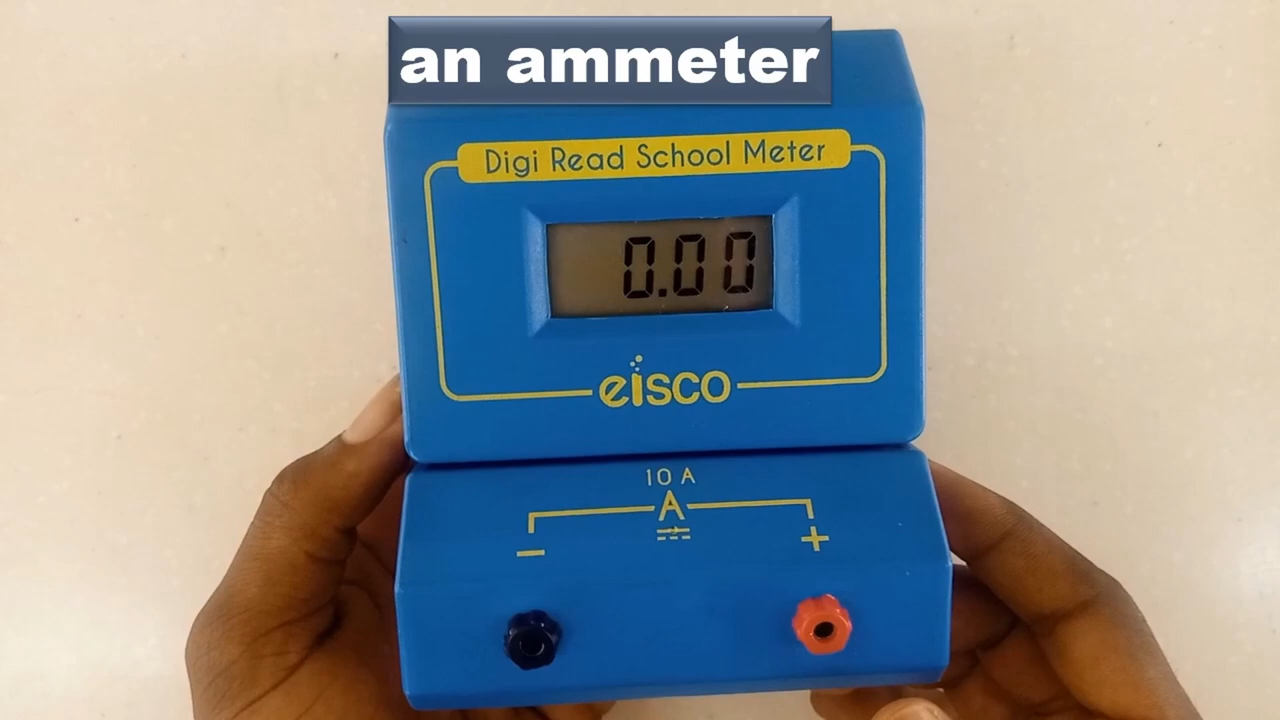 an ammeter
Digi Read School Meter
0.00
eisco
10 A
A
- +